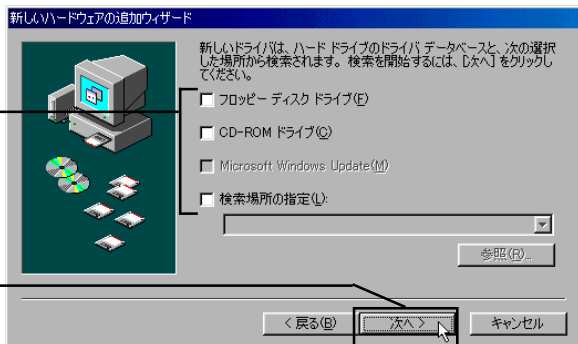 新しいハードウェアの追加ウィザード
新しいドライバは、ハード ドライブのドライバ データベースと、次の選択
した場所から検索されます。検索を開始するには、[次へ] をクリックし
てください。
フロッピー ディスク ドライブ(F)
CD-ROM ドライブ(C)
Microsoft Windows Update(M)
検索場所の指定(L):
参照(R)...
< 戻る(B)
次へ >
キャンセル